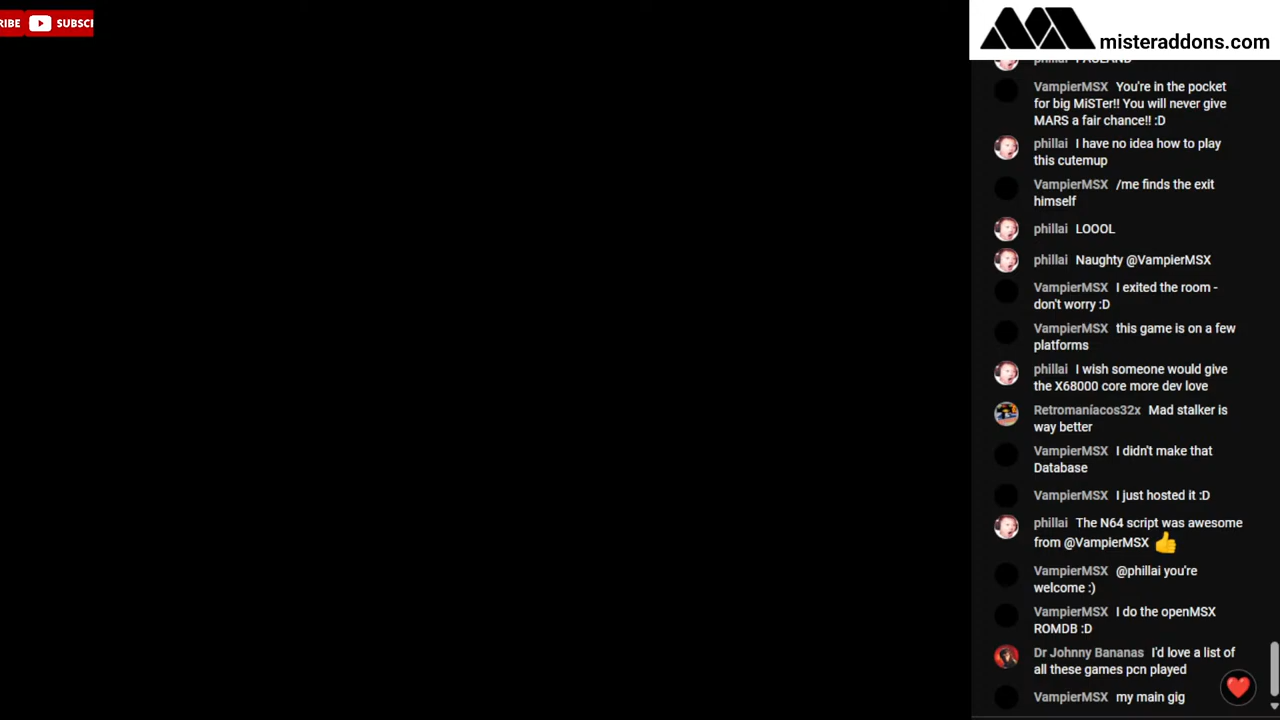 RIBE SUBSCI
misteraddons.com
VampierMSX You're in the pocket
for big MiSTer!! You will never give
MARS a fair chance!! :D
phillai I have no idea how to play
this cutemup
VampierMSX /me finds the exit
himself
phillai LOOOL
phillai Naughty @VampierMSX
VampierMSX I exited the room -
don't worry :D
VampierMSX this game is on a few
platforms
phillai I wish someone would give
the X68000 core more dev love
Retromaníacos32x Mad stalker is
way better
VampierMSX I didn't make that
Database
VampierMSX I just hosted it :D
phillai The N64 script was awesome
from @VampierMSX 👍
VampierMSX @phillai you're
welcome :)
VampierMSX I do the openMSX
ROMDB :D
Dr Johnny Bananas I'd love a list of
all these games pcn played
VampierMSX my main gig